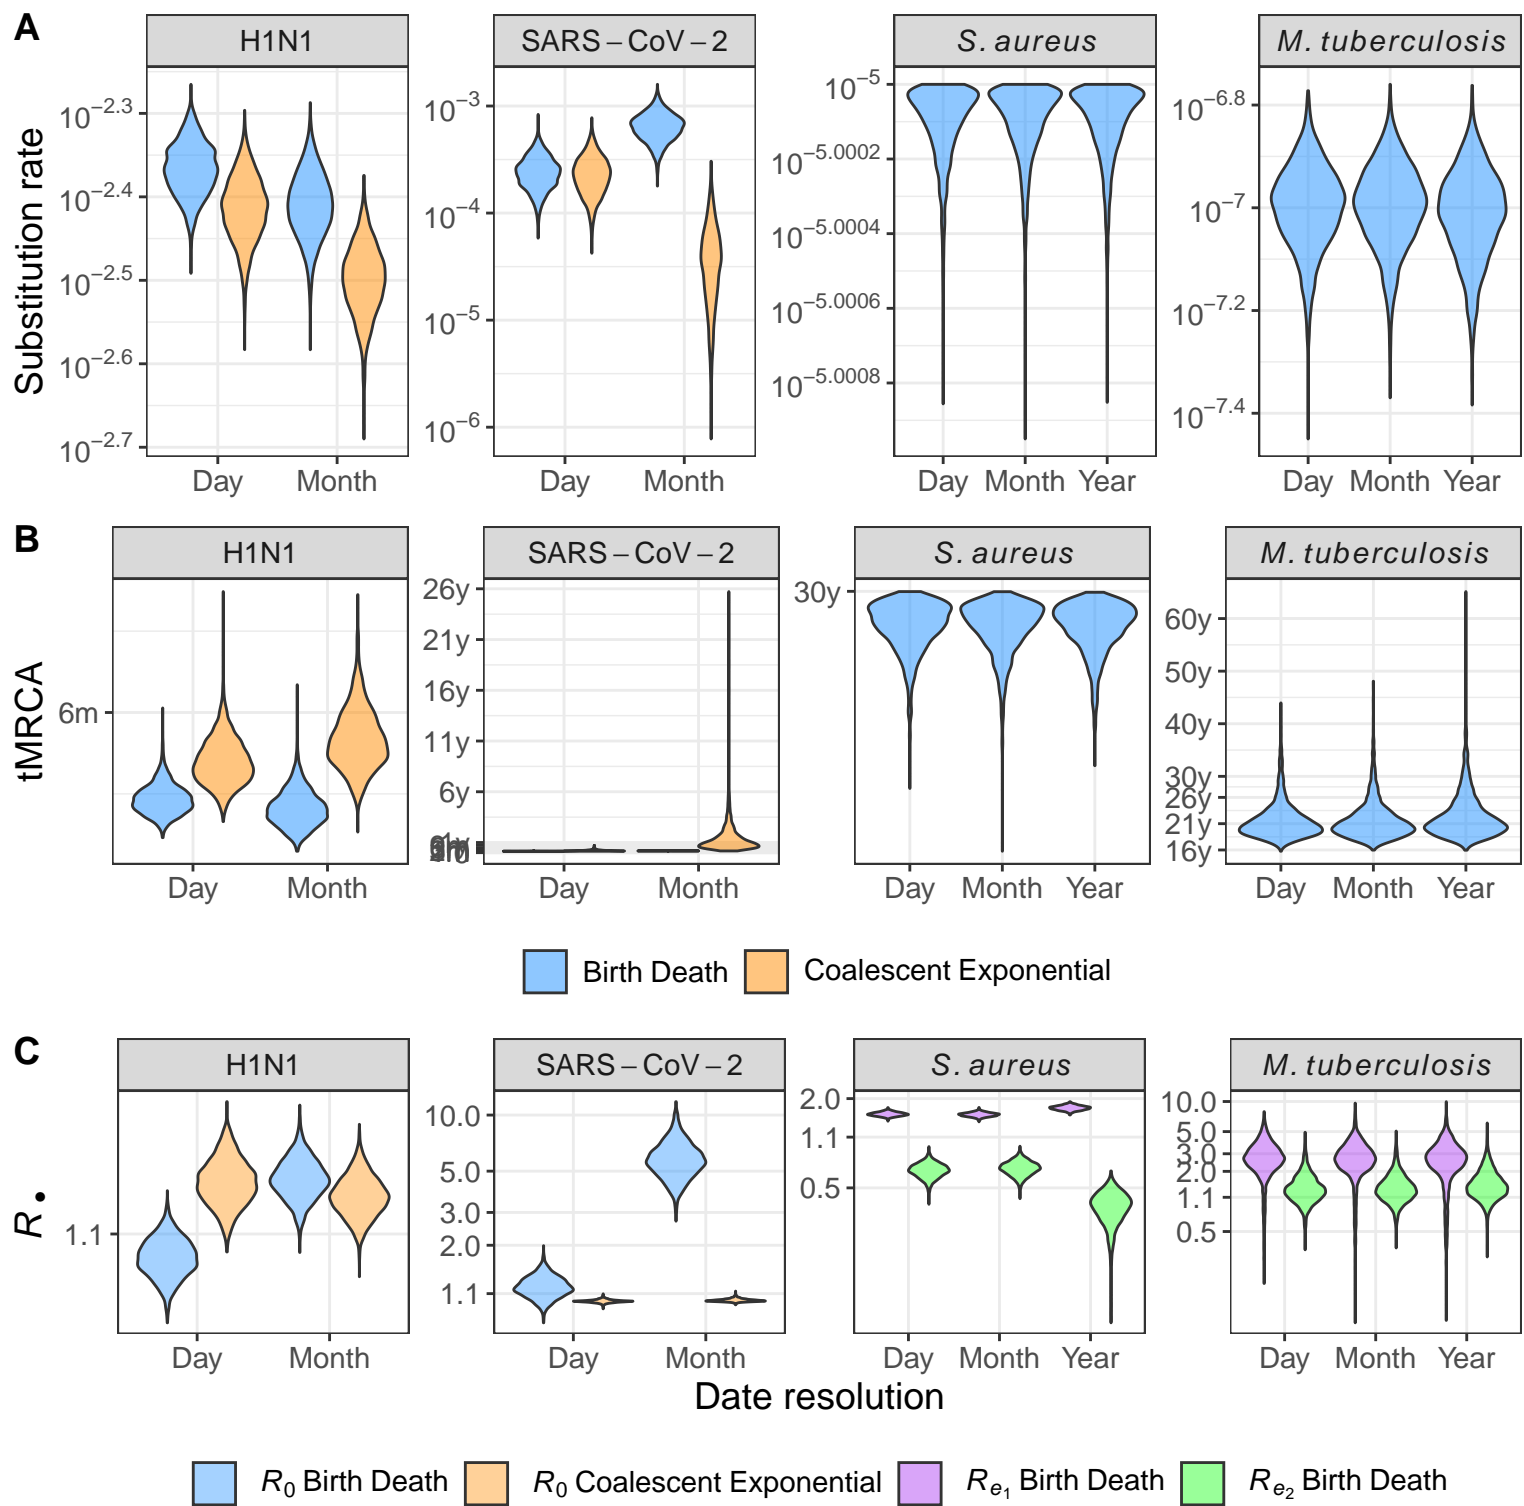 A
H1N1
SARS – CoV – 2
S. aureus
M. tuberculosis
Substitution rate
10^−2.3
10^−2.4
10^−2.5
10^−2.6
10^−2.7
10^−3
10^−4
10^−5
10^−6
10^−5
10^−5.0002
10^−5.0004
10^−5.0006
10^−5.0008
10^−6.8
10^−7
10^−7.2
10^−7.4
Day Month
Day Month
Day Month Year
Day Month Year
B
H1N1
SARS – CoV – 2
S. aureus
M. tuberculosis
tMRCA
6m
26y
21y
16y
11y
6y
30y
60y
50y
40y
30y
26y
21y
16y
Day Month
Day Month
Day Month Year
Day Month Year
Birth Death
Coalescent Exponential
C
H1N1
SARS – CoV – 2
S. aureus
M. tuberculosis
R•
1.1
10.0
5.0
3.0
2.0
1.1
2.0
1.1
0.5
10.0
5.0
3.0
2.0
1.1
0.5
Day Month
Day Month
Day Month Year
Day Month Year
Date resolution
R0 Birth Death
R0 Coalescent Exponential
Re1 Birth Death
Re2 Birth Death